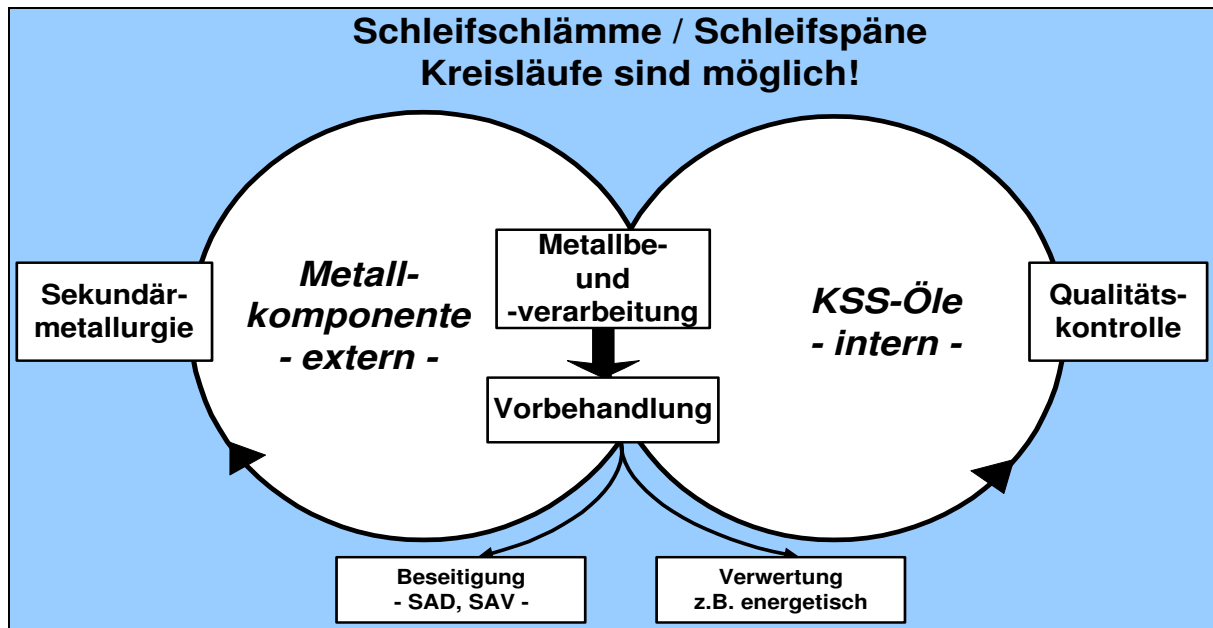 Schleifschlämme / Schleifspäne
Kreisläufe sind möglich!
Metallbe-
und
-verarbeitung
Sekundär-
metallurgie
Metall-
komponente
- extern -
KSS-Öle
- intern -
Qualitäts-
kontrolle
Vorbehandlung
Beseitigung
- SAD, SAV -
Verwertung
z.B. energetisch